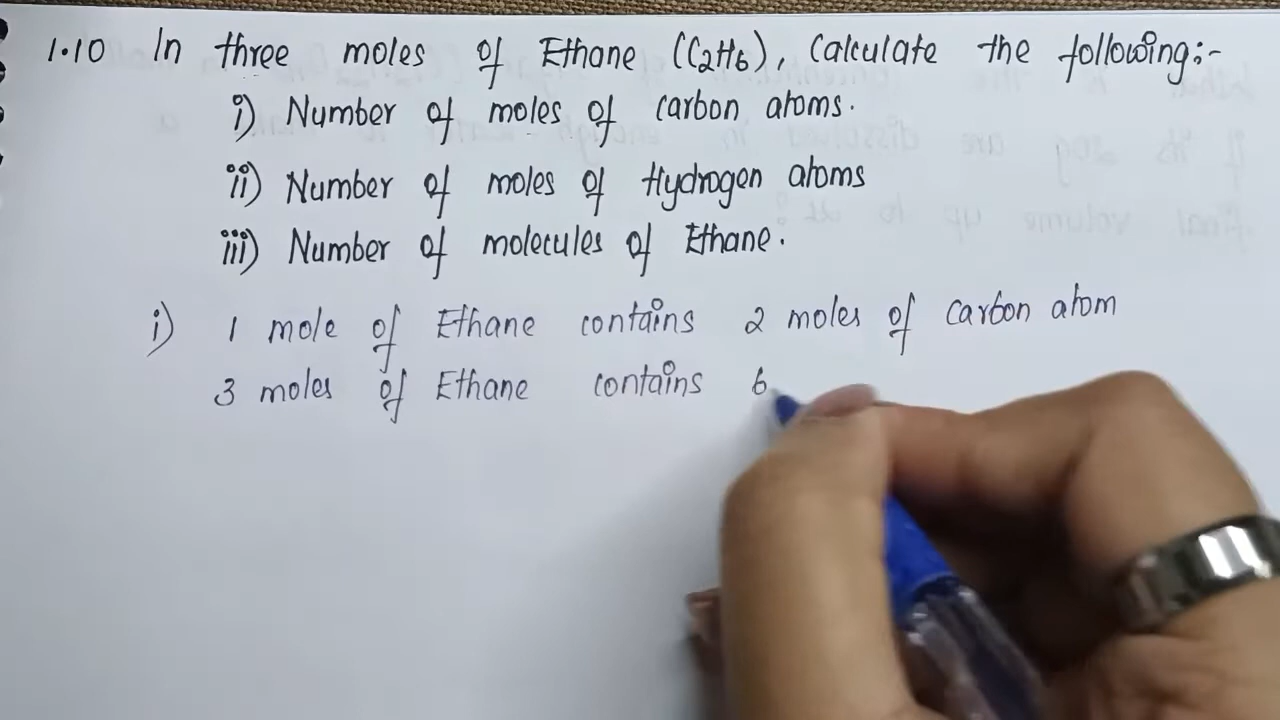 1.10 In three moles of Ethane (C₂H₆), Calculate the following:-
i) Number of moles of carbon atoms.
ii) Number of moles of Hydrogen atoms
iii) Number of molecules of Ethane.
i) 1 mole of Ethane contains 2 moles of carbon atom
3 moles of Ethane contains 6